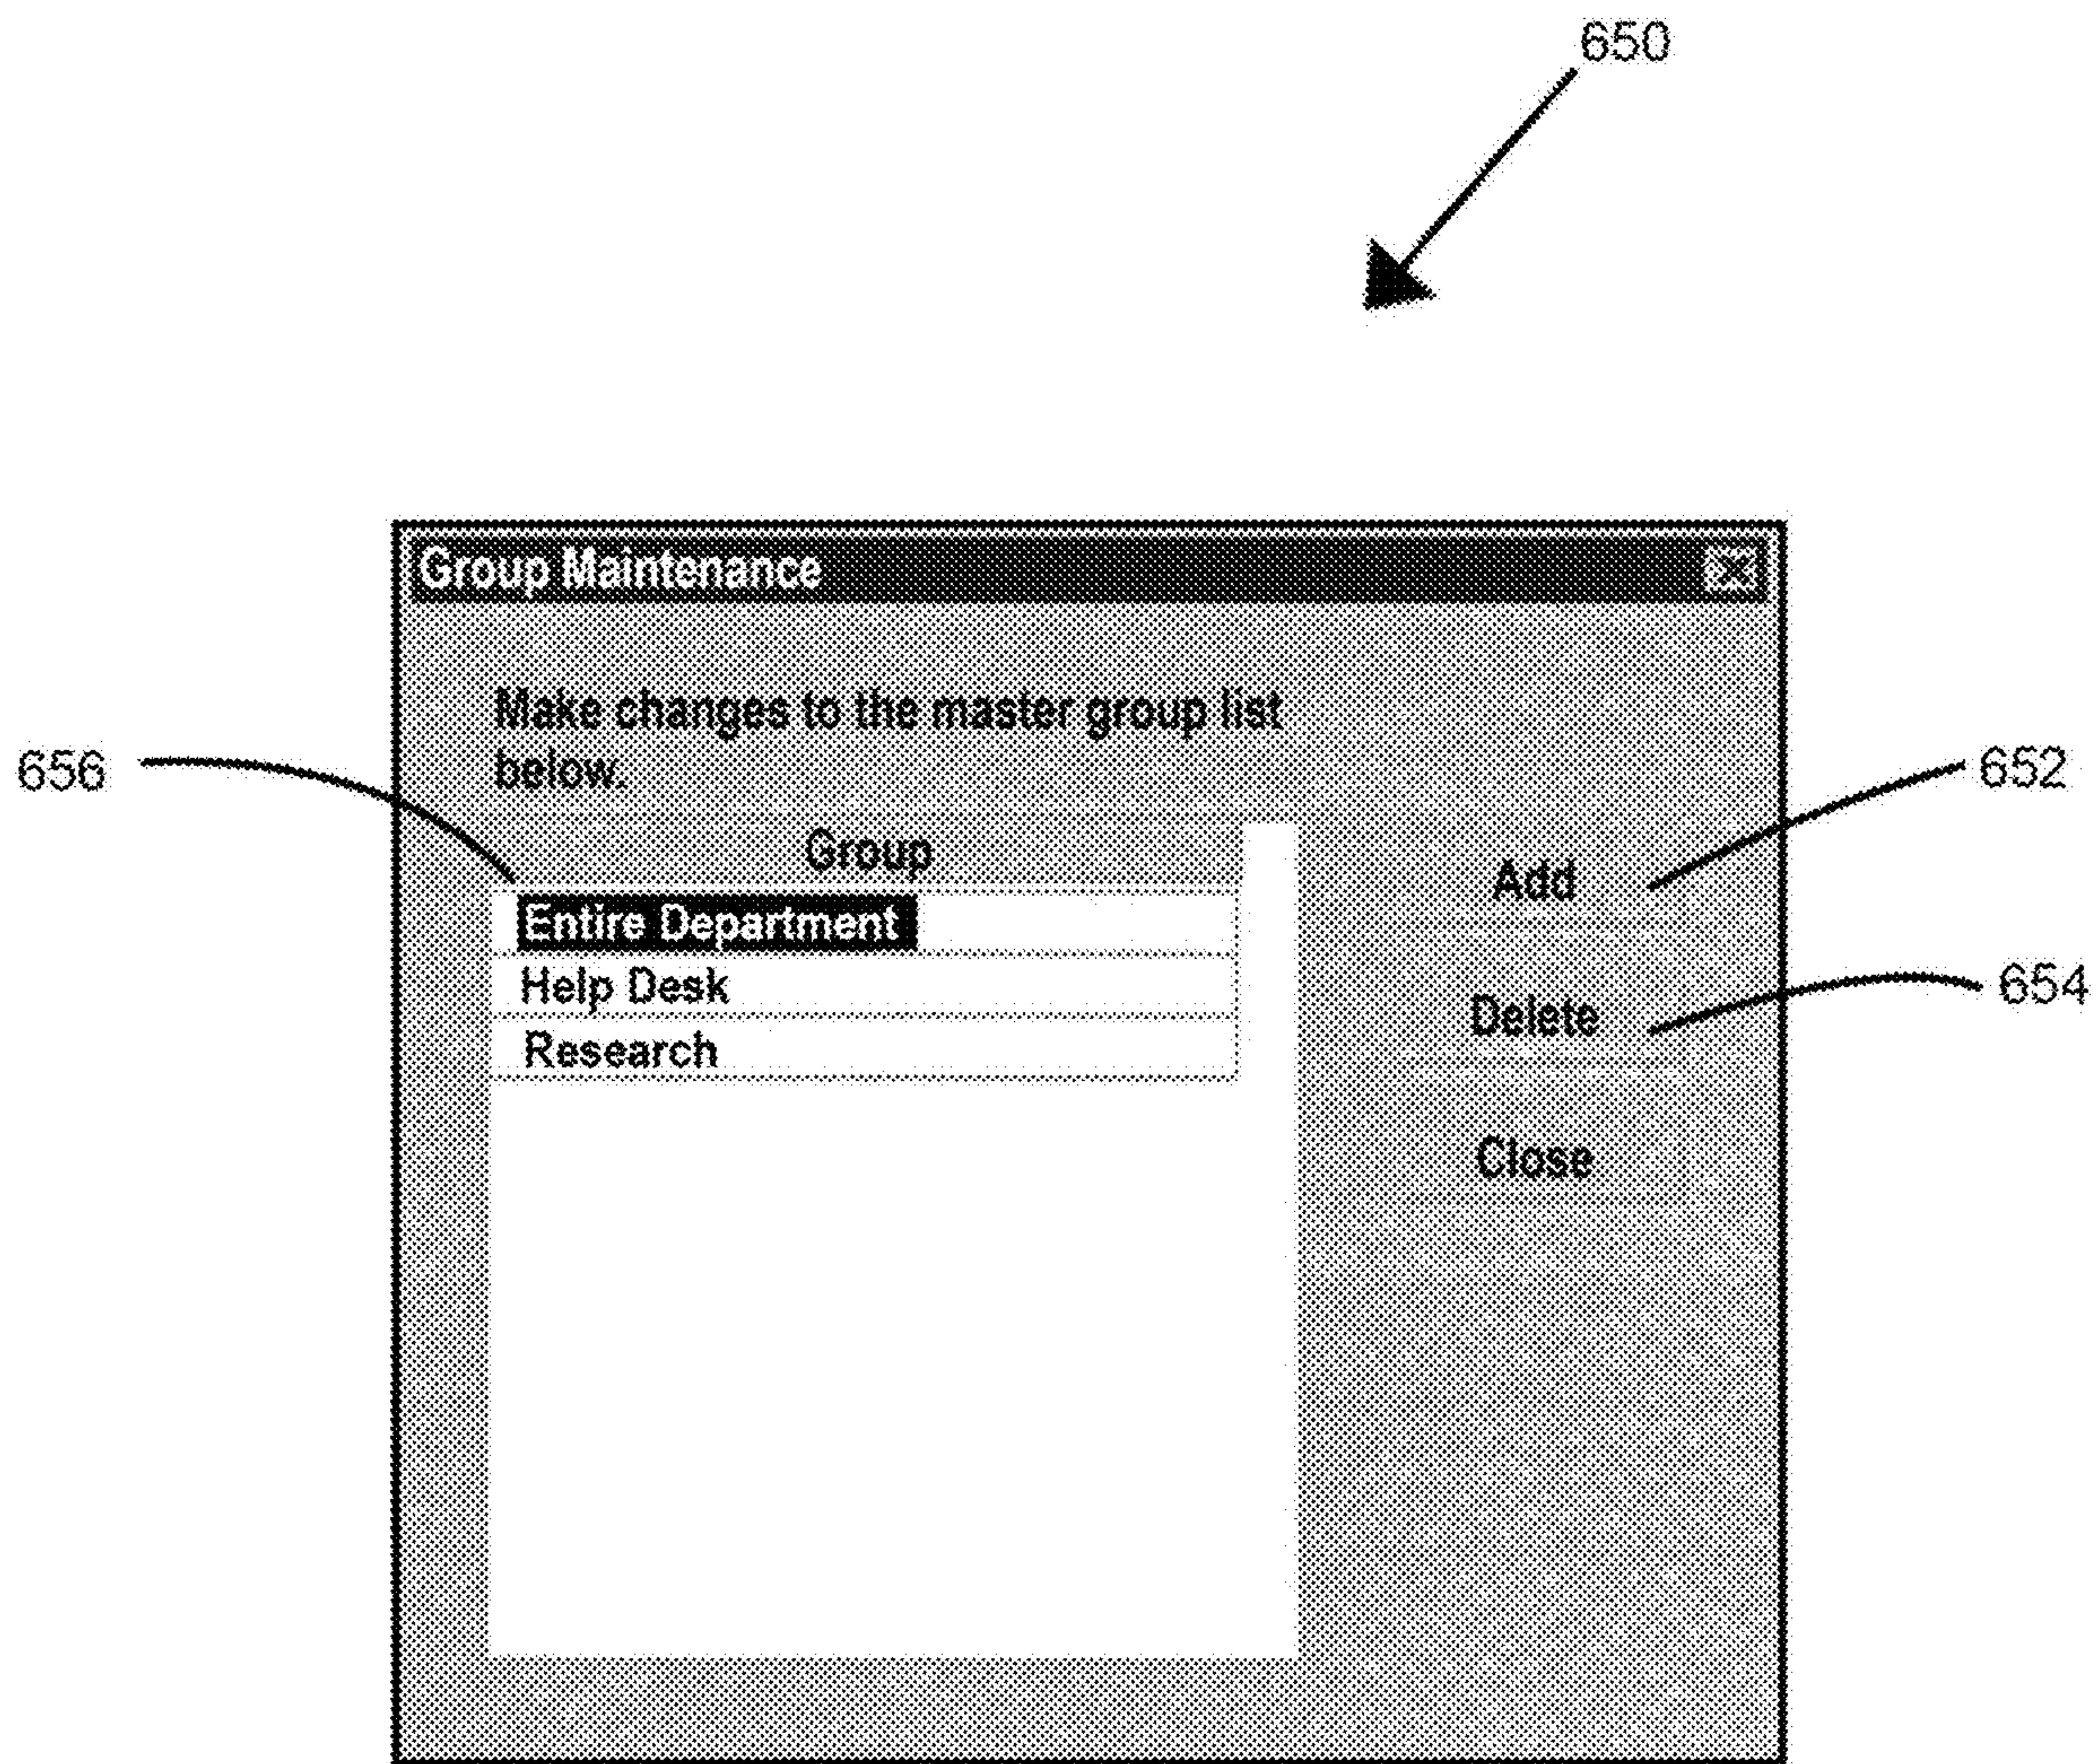 650
Group Maintenance
Make changes to the master group list
below.
656
652
Group
Add
Entire Department
Help Desk
654
Delete
Research
Close